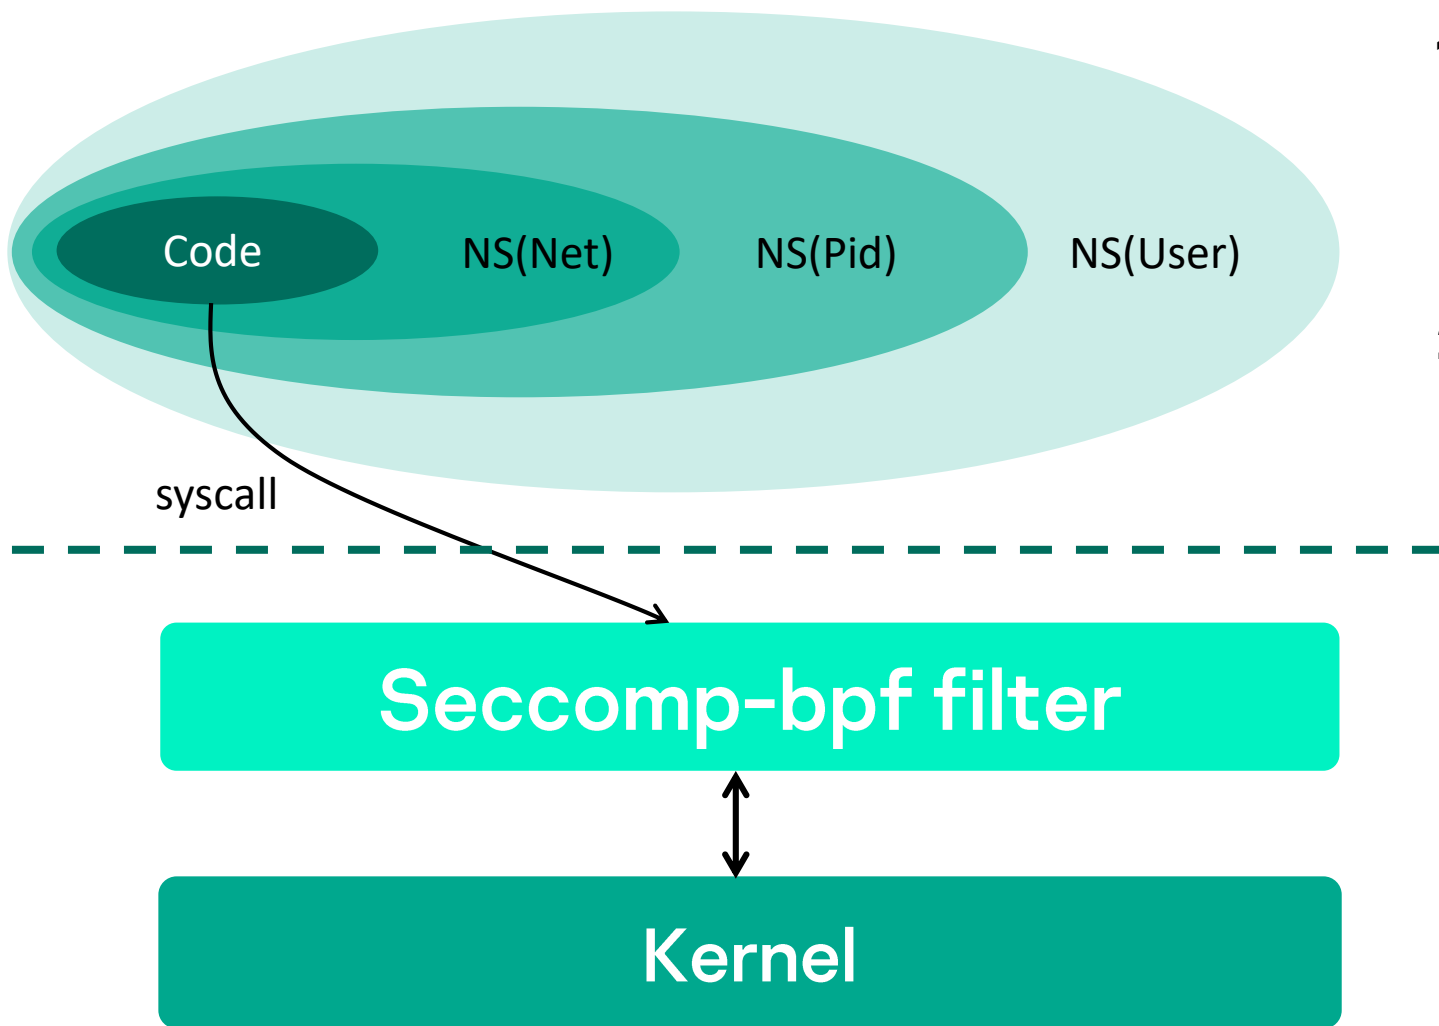 Code
NS(Net)
NS(Pid)
NS(User)
syscall
Seccomp-bpf filter
Kernel